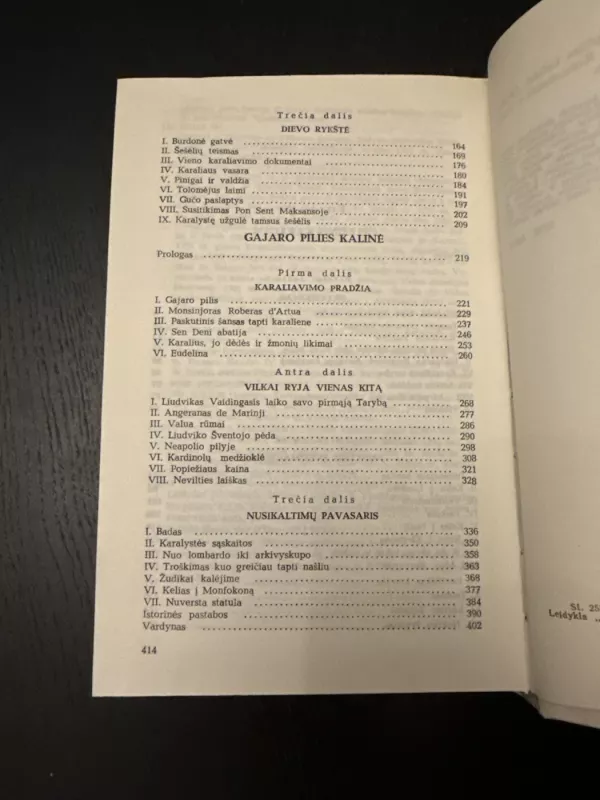 Trečia dalis
DIEVO RYKŠTĖ
I. Burdonė gatvė 164
II. Šešėlių teismas 169
III. Vieno karaliavimo dokumentai 176
IV. Karaliaus vasara 180
V. Pinigai ir valdžia 184
VI. Tolomėjus laimi 191
VII. Gučo paslaptys 197
VIII. Susitikimas Pon Sent Maksansoje 202
IX. Karalystę užgulė tamsus šešėlis 209
GAJARO PILIES KALINĖ
Prologas 219
Pirma dalis
KARALIAVIMO PRADŽIA
I. Gajaro pilis 221
II. Monsinjoras Roberas d'Artua 229
III. Paskutinis šansas tapti karaliene 237
IV. Sen Deni abatija 246
V. Karalius, jo dėdės ir žmonių likimai 253
VI. Eudelina 260
Antra dalis
VILKAI RYJA VIENAS KITĄ
I. Liudvikas Vaidingasis laiko savo pirmąją Tarybą 268
II. Angeranas de Marinji 277
III. Valua rūmai 286
IV. Liudviko Šventojo pėda 290
V. Neapolio pilyje 298
VI. Kardinolų medžioklė 308
VII. Popiežiaus kaina 321
VIII. Nevilties laiškas 328
Trečia dalis
NUSIKALTIMŲ PAVASARIS
I. Badas 336
II. Karalystės sąskaitos 350
III. Nuo lombardo iki arkivyskupo 358
IV. Troškimas kuo greičiau tapti našliu 363
V. Žudikai kalėjime 368
VI. Kelias į Monfokoną 377
VII. Nuversta statula 384
Istorinės pastabos 390
Vardynas 402
414
SL 25
Leidykla „